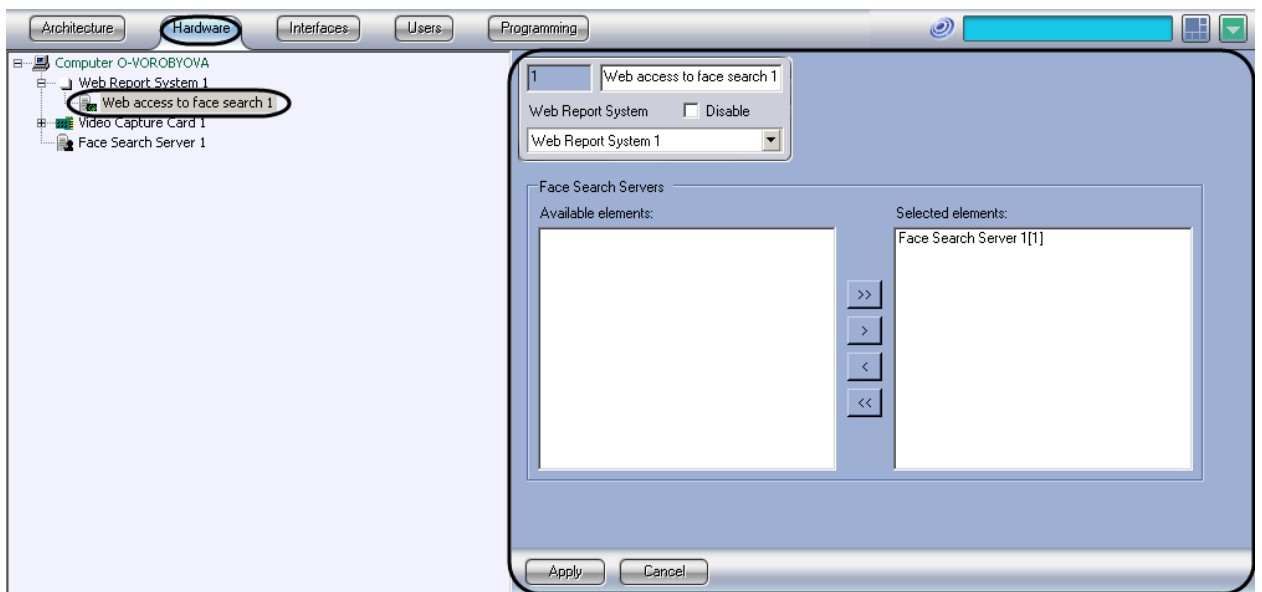 Architecture Hardware Interfaces Users Programming
Computer O-VOROBYOVA
Web Report System 1
Web access to face search 1
Video Capture Card 1
Face Search Server 1
1 Web access to face search 1
Web Report System Disable
Web Report System 1
Face Search Servers
Available elements: Selected elements:
Face Search Server 1[1]
>>
>
<
<<
Apply Cancel